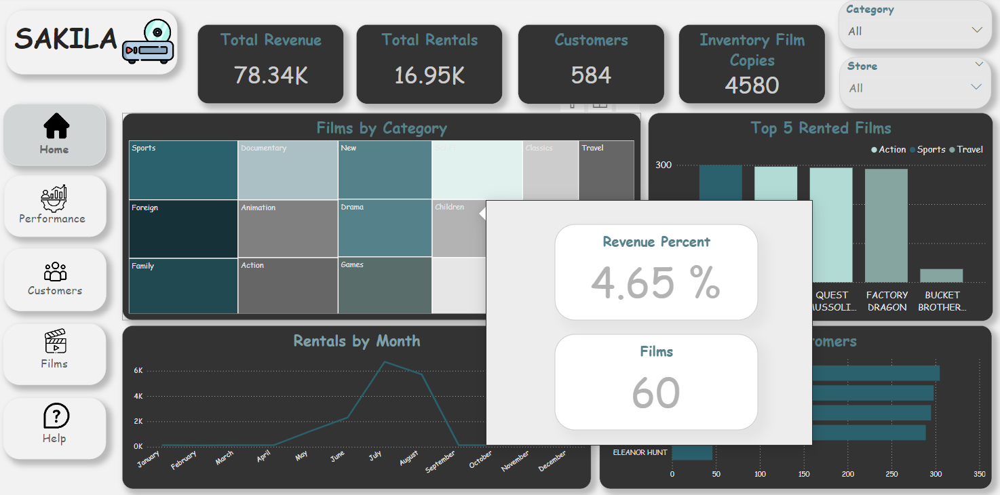 SAKILA
Total Revenue
78.34K
Total Rentals
16.95K
Customers
584
Inventory Film
Copies
4580
Category
All
Store
All
Home
Performance
Customers
Films
Help
Films by Category
Sports
Documentary
New
Classics
Travel
Foreign
Animation
Drama
Children
Family
Action
Games
Top 5 Rented Films
Action Sports Travel
300
QUEST
FACTORY
DRAGON
BUCKET
BROTHER...
Revenue Percent
4.65 %
Films
60
Rentals by Month
6K
4K
2K
0K
January
February
March
April
May
June
July
August
September
October
November
December
ELEANOR HUNT
0
50
100
150
200
250
300
350